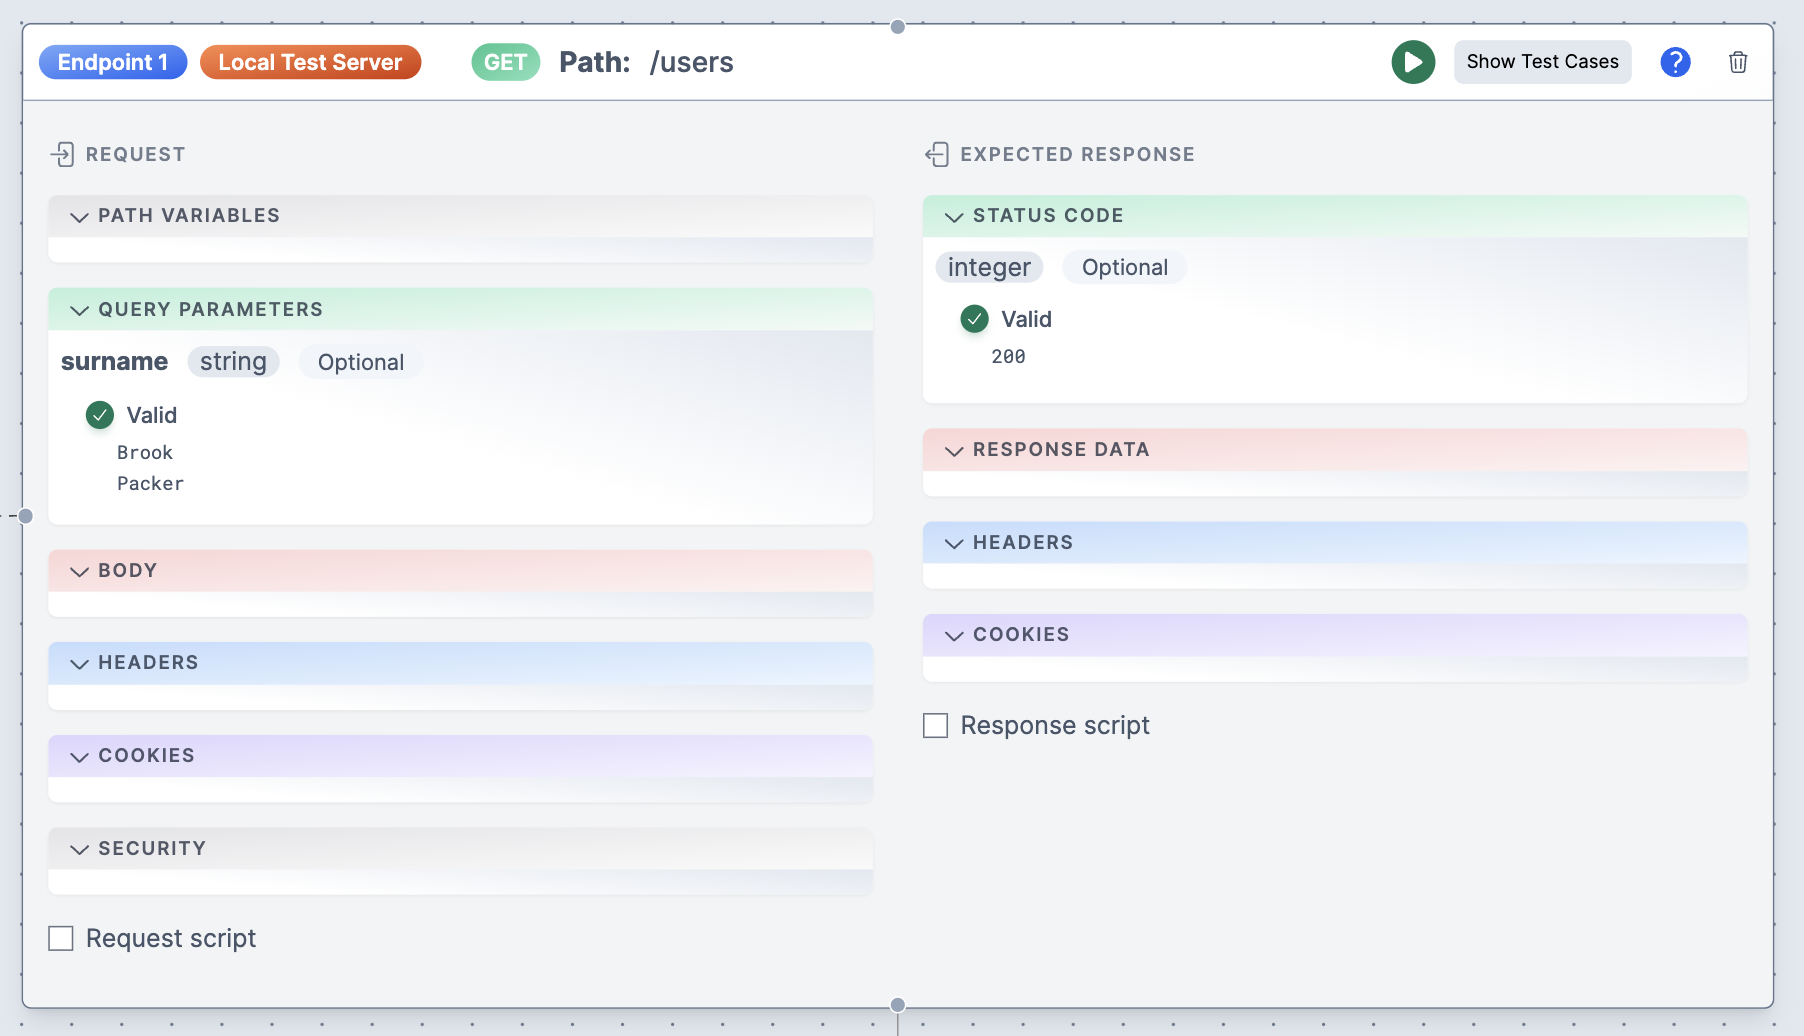 Endpoint 1 Local Test Server GET Path: /users Show Test Cases ?
REQUEST
PATH VARIABLES
QUERY PARAMETERS
surname string Optional
Valid
Brook
Packer
BODY
HEADERS
COOKIES
SECURITY
Request script
EXPECTED RESPONSE
STATUS CODE
integer Optional
Valid
200
RESPONSE DATA
HEADERS
COOKIES
Response script